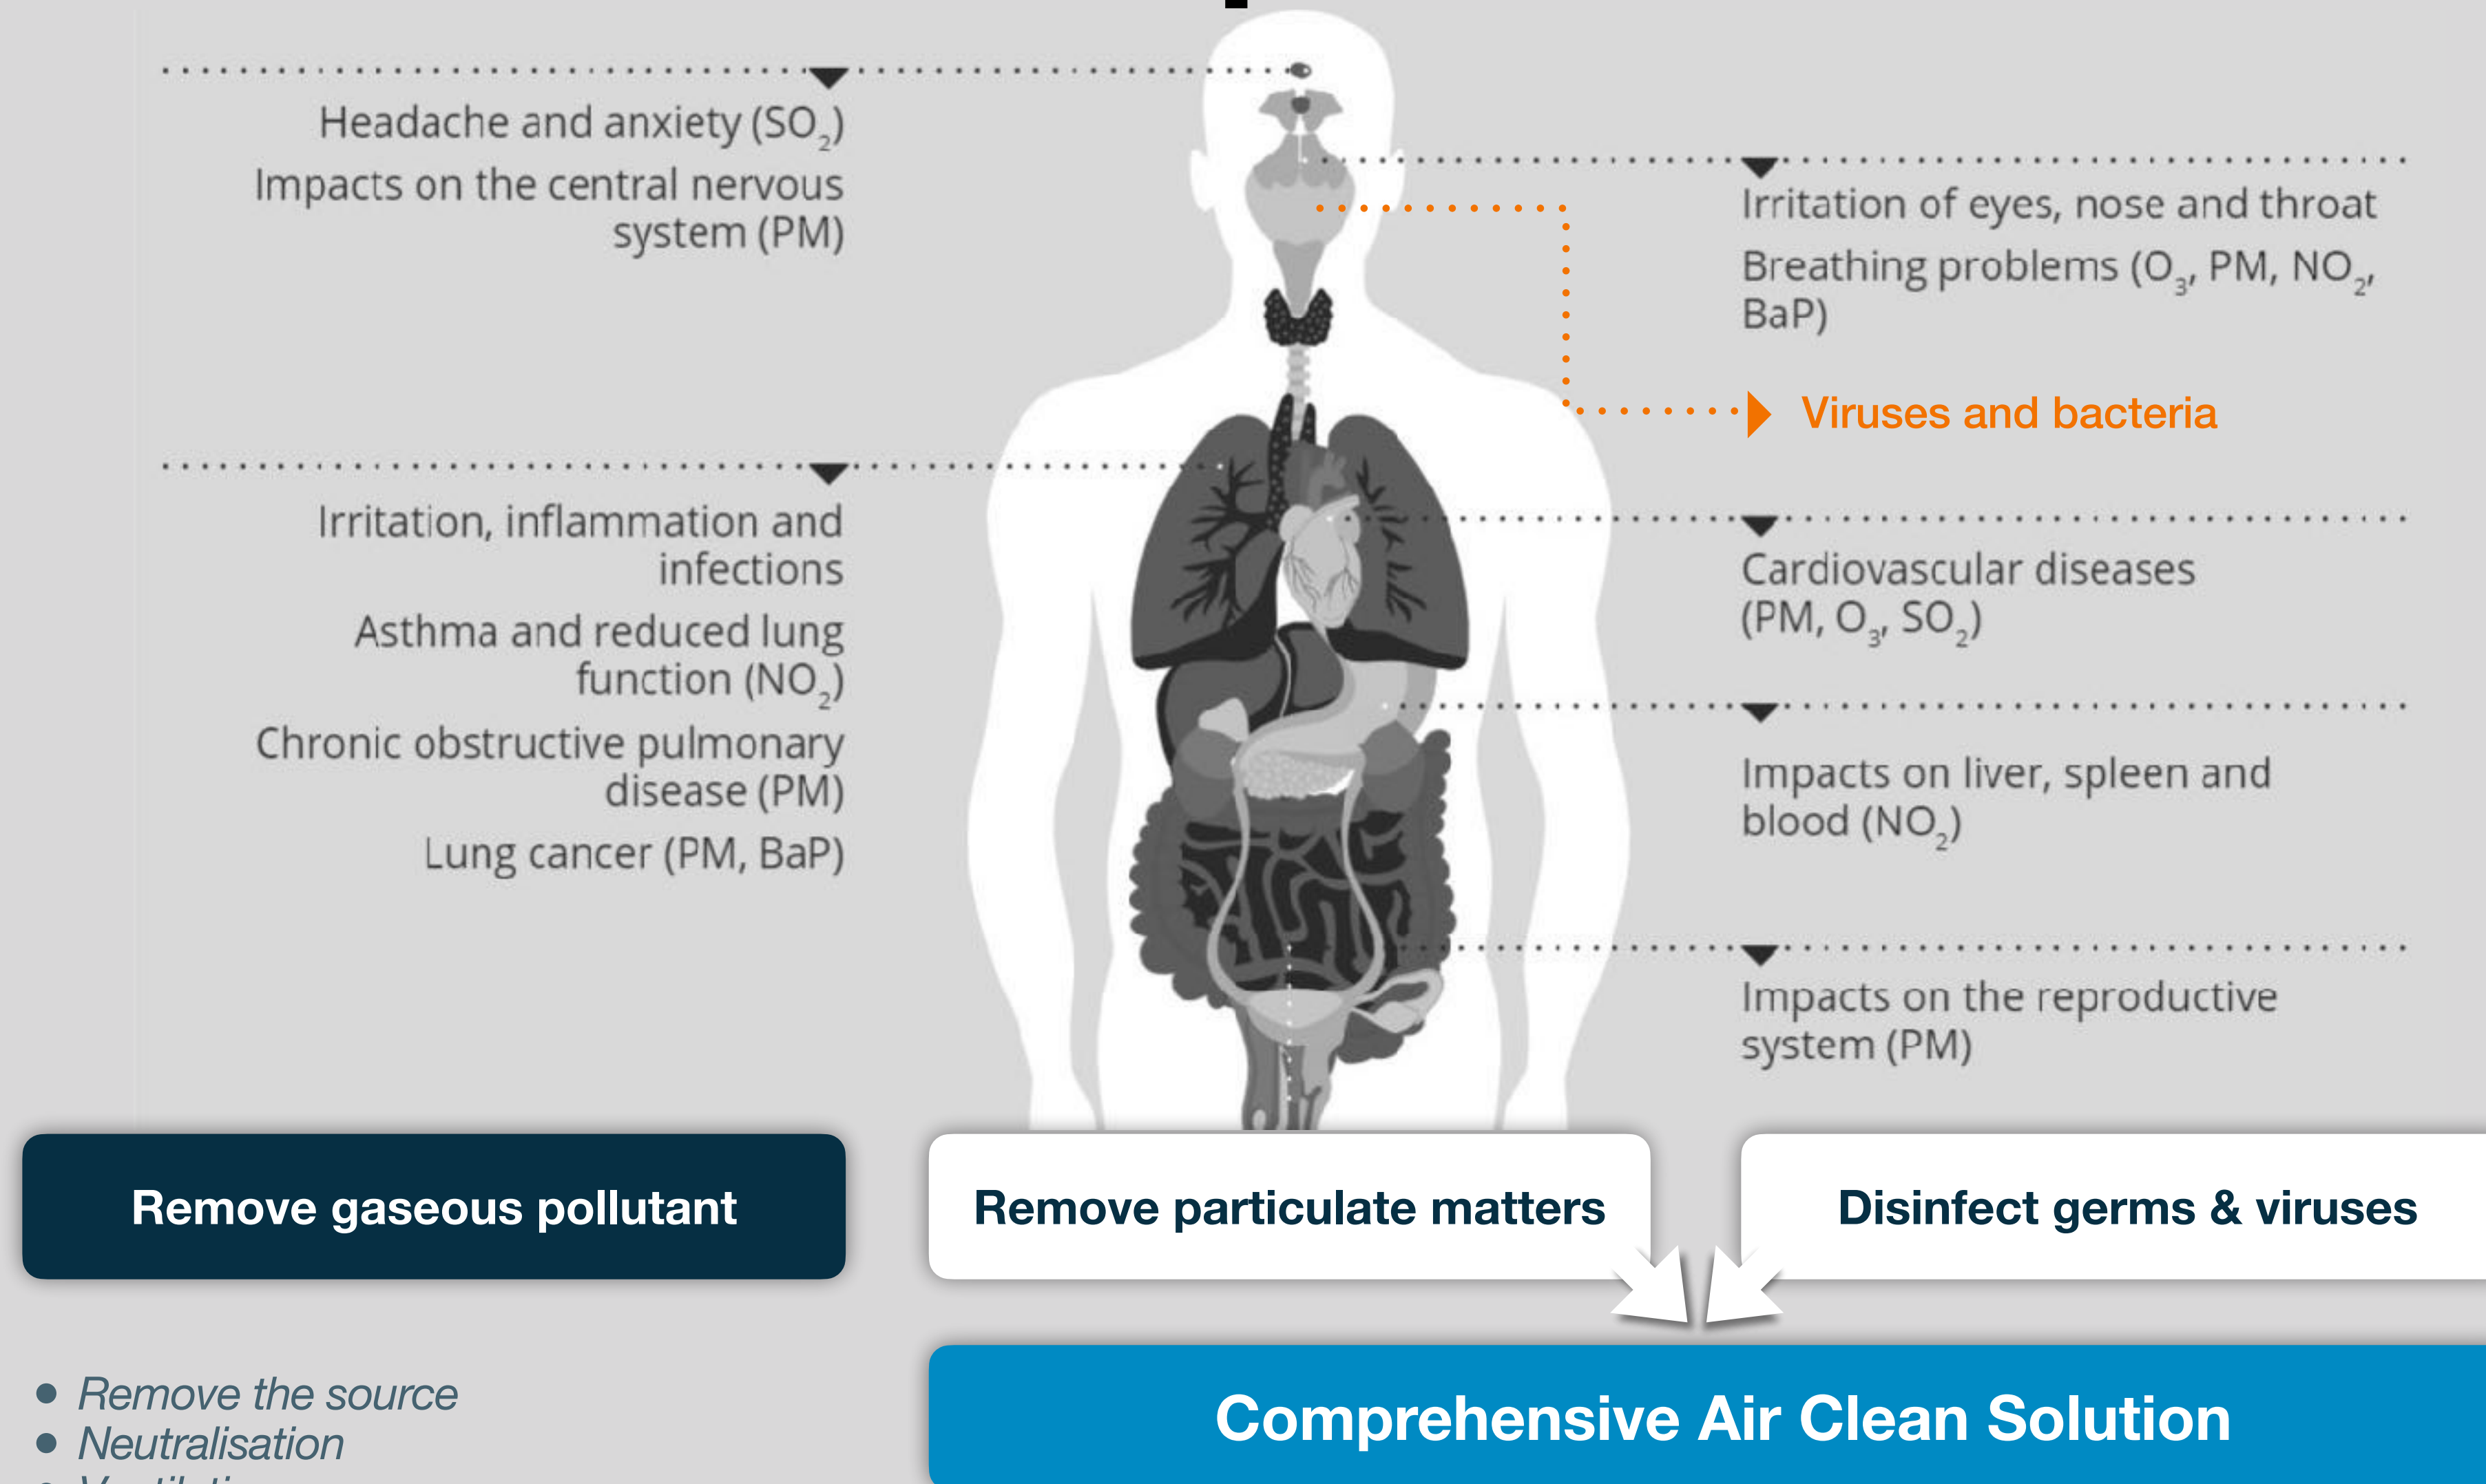 Headache and anxiety (SO₂)
Impacts on the central nervous
system (PM)
Irritation, inflammation and
infections
Asthma and reduced lung
function (NO₂)
Chronic obstructive pulmonary
disease (PM)
Lung cancer (PM, BaP)
Irritation of eyes, nose and throat
Breathing problems (O₃, PM, NO₂,
BaP)
Viruses and bacteria
Cardiovascular diseases
(PM, O₃, SO₂)
Impacts on liver, spleen and
blood (NO₂)
Impacts on the reproductive
system (PM)
Remove gaseous pollutant
Remove particulate matters
Disinfect germs & viruses
• Remove the source
• Neutralisation
Comprehensive Air Clean Solution